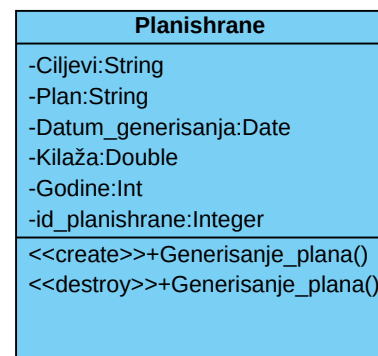 Planishrane
-Ciljevi:String
-Plan:String
-Datum_generisanja:Date
-Kilaža:Double
-Godine:Int
-id_planishrane:Integer
<<create>>+Generisanje_plana()
<<destroy>>+Generisanje_plana()